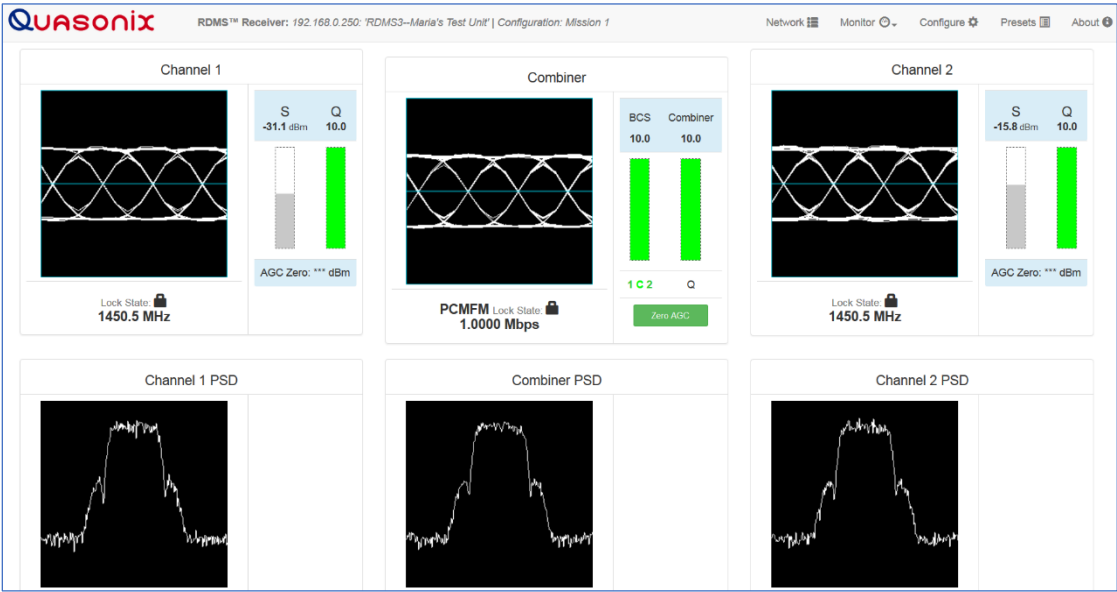 Quasonix
RDMS™ Receiver: 192.168.0.250: 'RDMS3--Maria's Test Unit' | Configuration: Mission 1
Network Monitor Configure Presets About
Channel 1
S Q
-31.1 dBm 10.0
AGC Zero: *** dBm
Lock State:
1450.5 MHz
Combiner
BCS Combiner
10.0 10.0
1 C 2 Q
Zero AGC
PCMFM Lock State:
1.0000 Mbps
Channel 2
S Q
-15.8 dBm 10.0
AGC Zero: *** dBm
Lock State:
1450.5 MHz
Channel 1 PSD
Combiner PSD
Channel 2 PSD